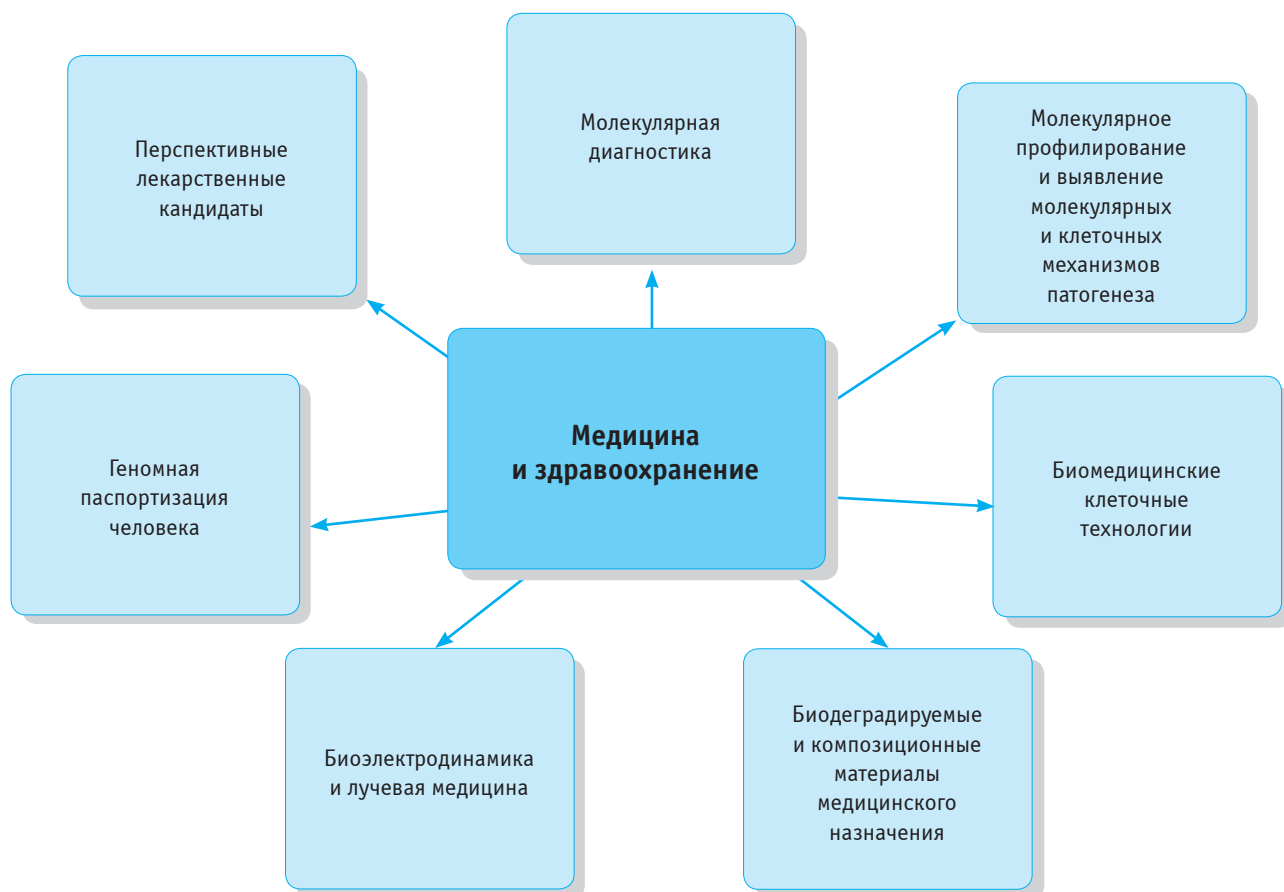 Перспективные
лекарственные
кандидаты
Молекулярная
диагностика
Молекулярное
профилирование
и выявление
молекулярных
и клеточных
механизмов
патогенеза
Медицина
и здравоохранение
Геномная
паспортизация
человека
Биомедицинские
клеточные
технологии
Биоэлектродинамика
и лучевая медицина
Биодеградируемые
и композиционные
материалы
медицинского
назначения